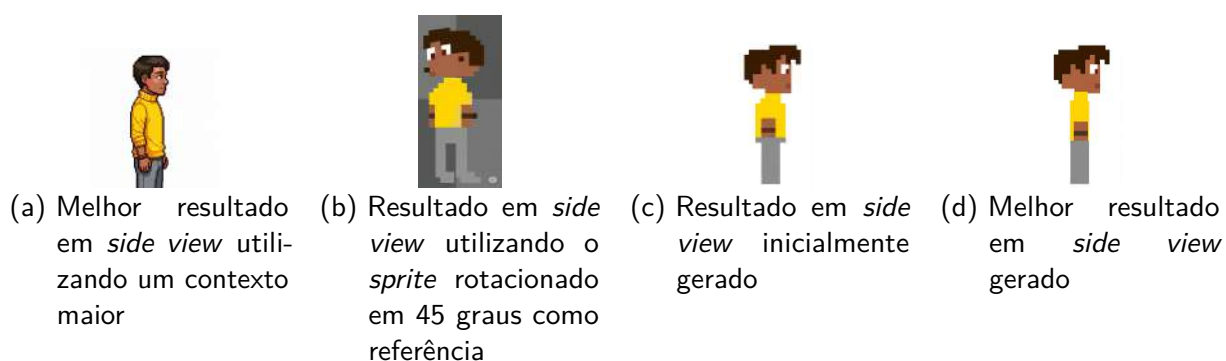 (a) Melhor resultado
em side view utili-
zando um contexto
maior
(b) Resultado em side
view utilizando o
sprite rotacionado
em 45 graus como
referência
(c) Resultado em side
view inicialmente
gerado
(d) Melhor resultado
em side view
gerado